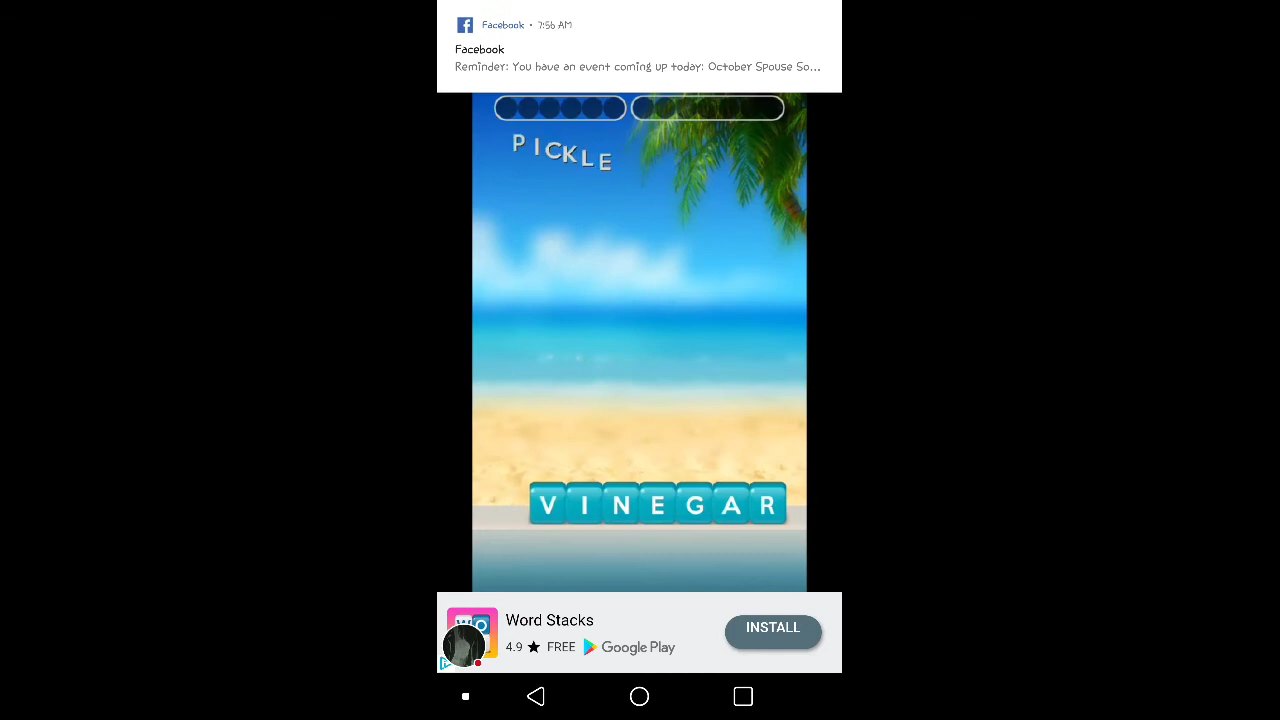 Facebook • 7:56 AM
Facebook
Reminder: You have an event coming up today: October Spouse So...
PICKLE
VINEGAR
WO
Word Stacks
4.9 ★ FREE Google Play
INSTALL